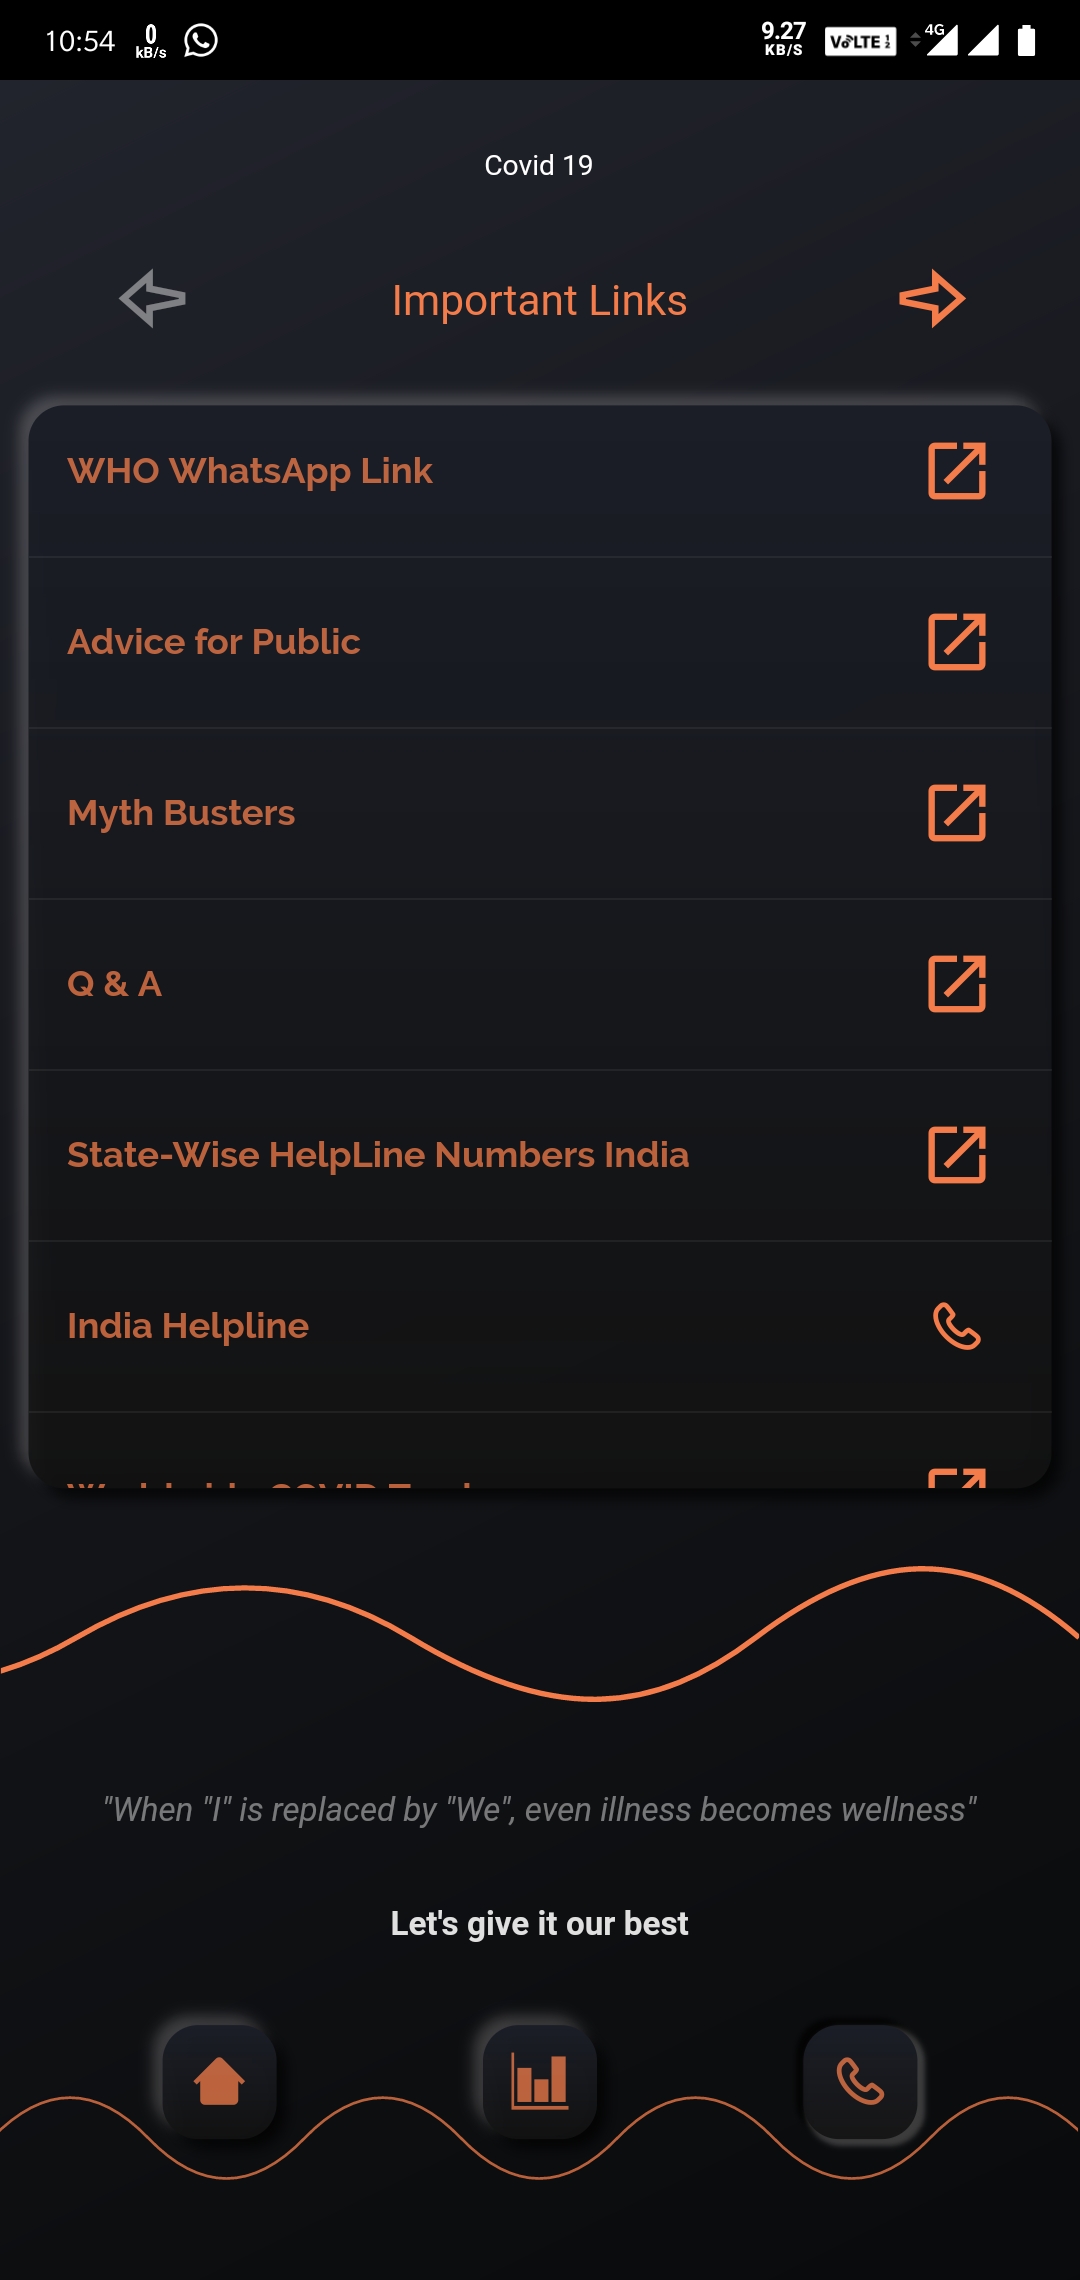 10:54 0 kB/s 9.27 KB/S VoLTE 1 2 4G
Covid 19
Important Links
WHO WhatsApp Link
Advice for Public
Myth Busters
Q & A
State-Wise HelpLine Numbers India
India Helpline
"When "I" is replaced by "We", even illness becomes wellness"
Let's give it our best